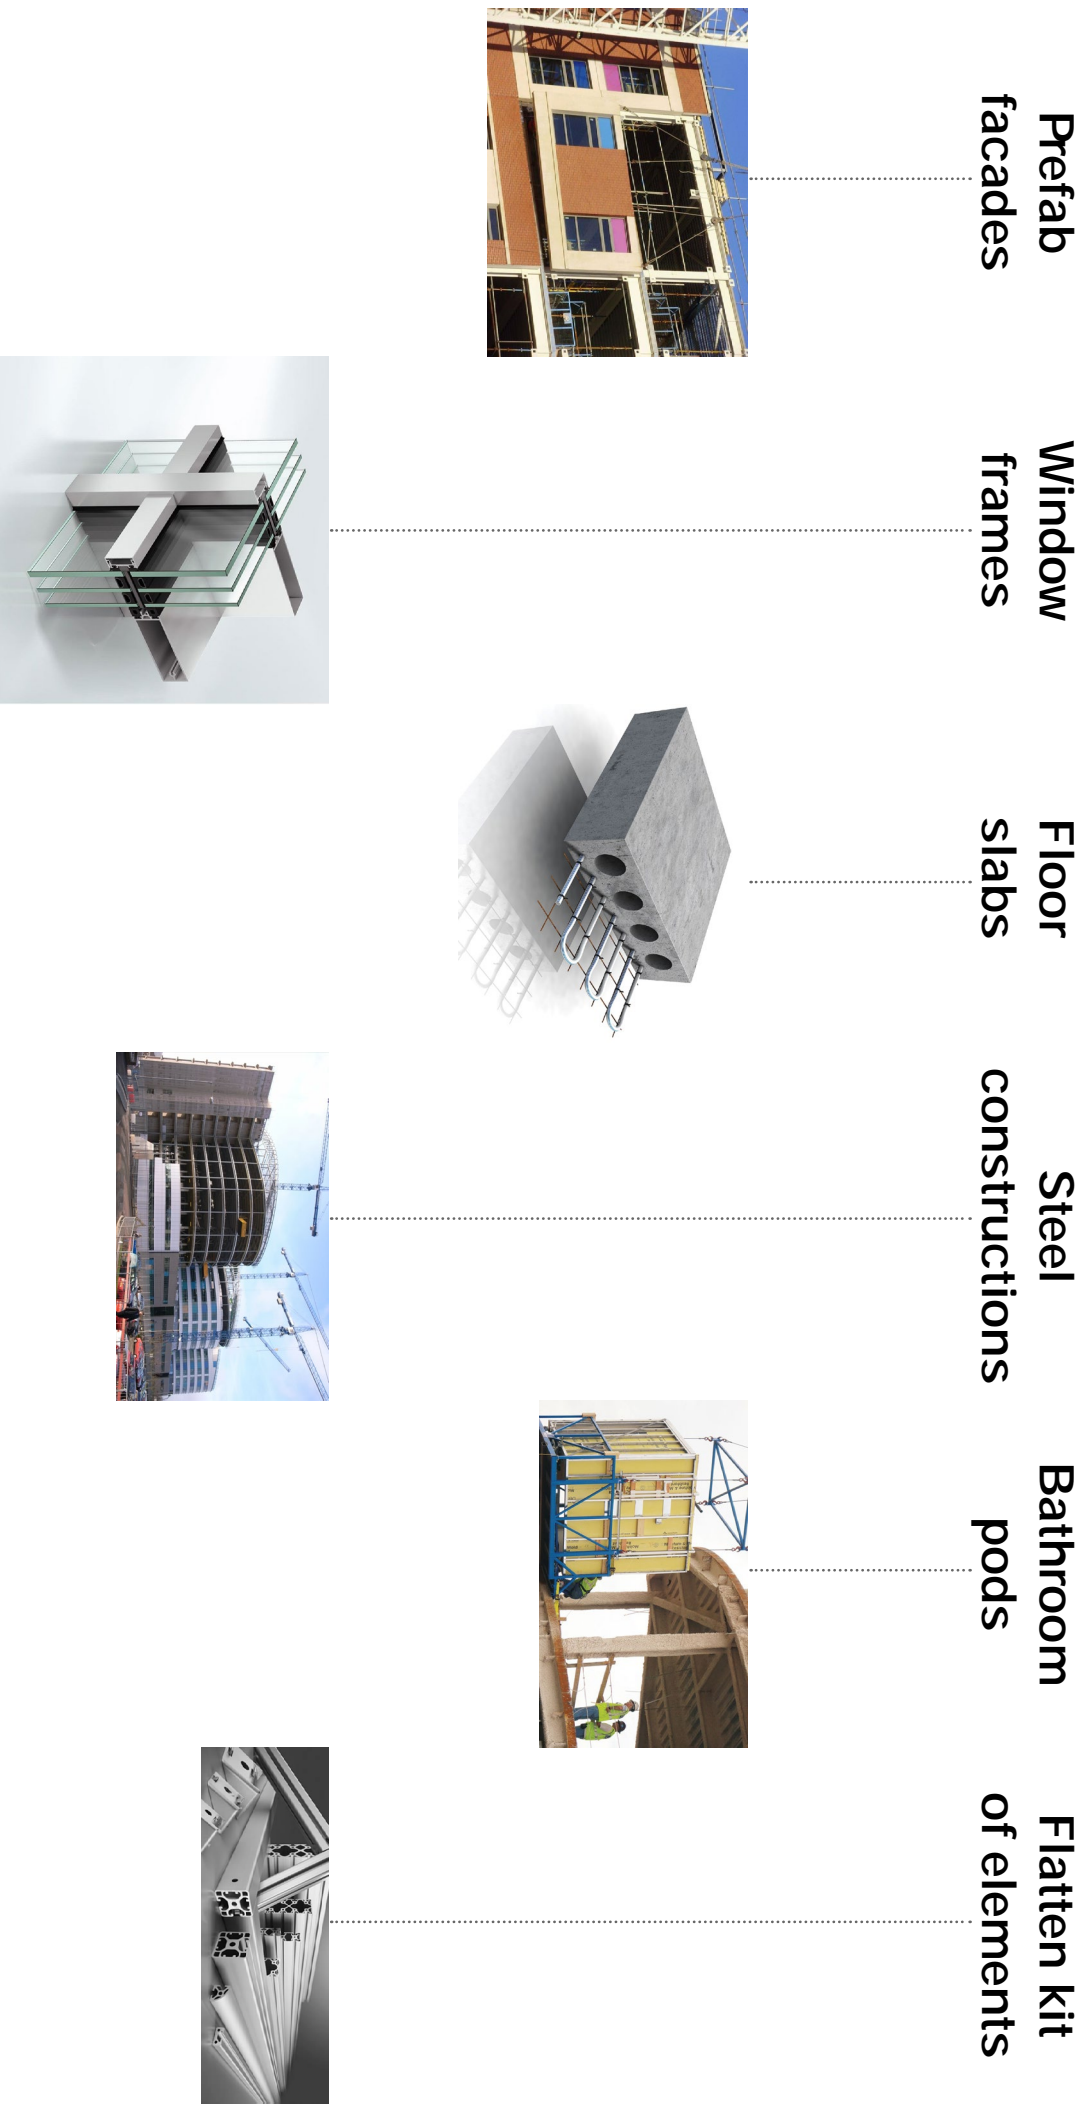 Prefab
facades
Window
frames
Floor
slabs
Steel
constructions
Bathroom
pods
Flatten kit
of elements